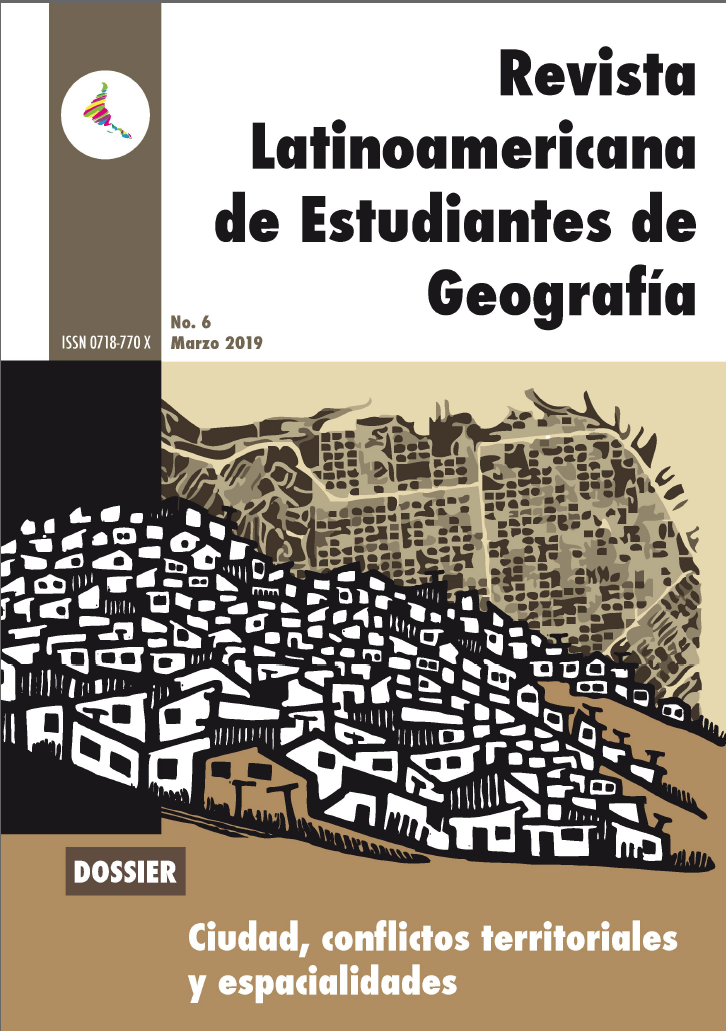 Revista
Latinoamericana
de Estudiantes de
Geografía
No. 6
ISSN 0718-770 X
Marzo 2019
DOSSIER
Ciudad, conflictos territoriales
y espacialidades